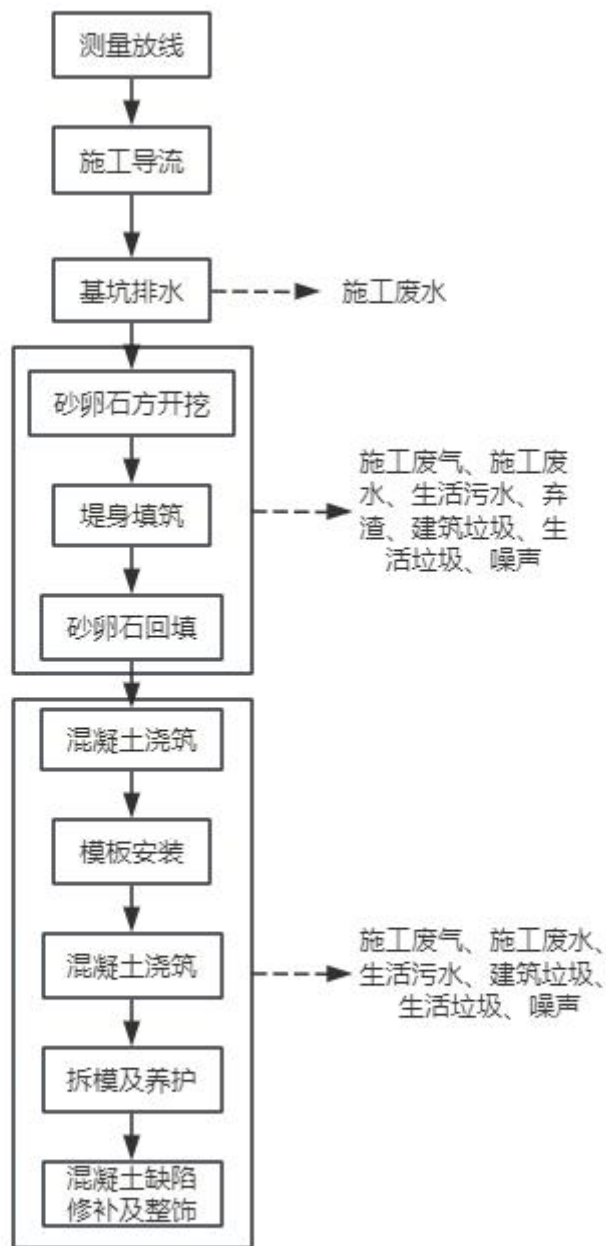 测量放线
施工导流
基坑排水
施工废水
砂卵石方开挖
堤身填筑
砂卵石回填
施工废气、施工废
水、生活污水、弃
渣、建筑垃圾、生
活垃圾、噪声
混凝土浇筑
模板安装
混凝土浇筑
拆模及养护
混凝土缺陷
修补及整饰
施工废气、施工废水、
生活污水、建筑垃圾、
生活垃圾、噪声